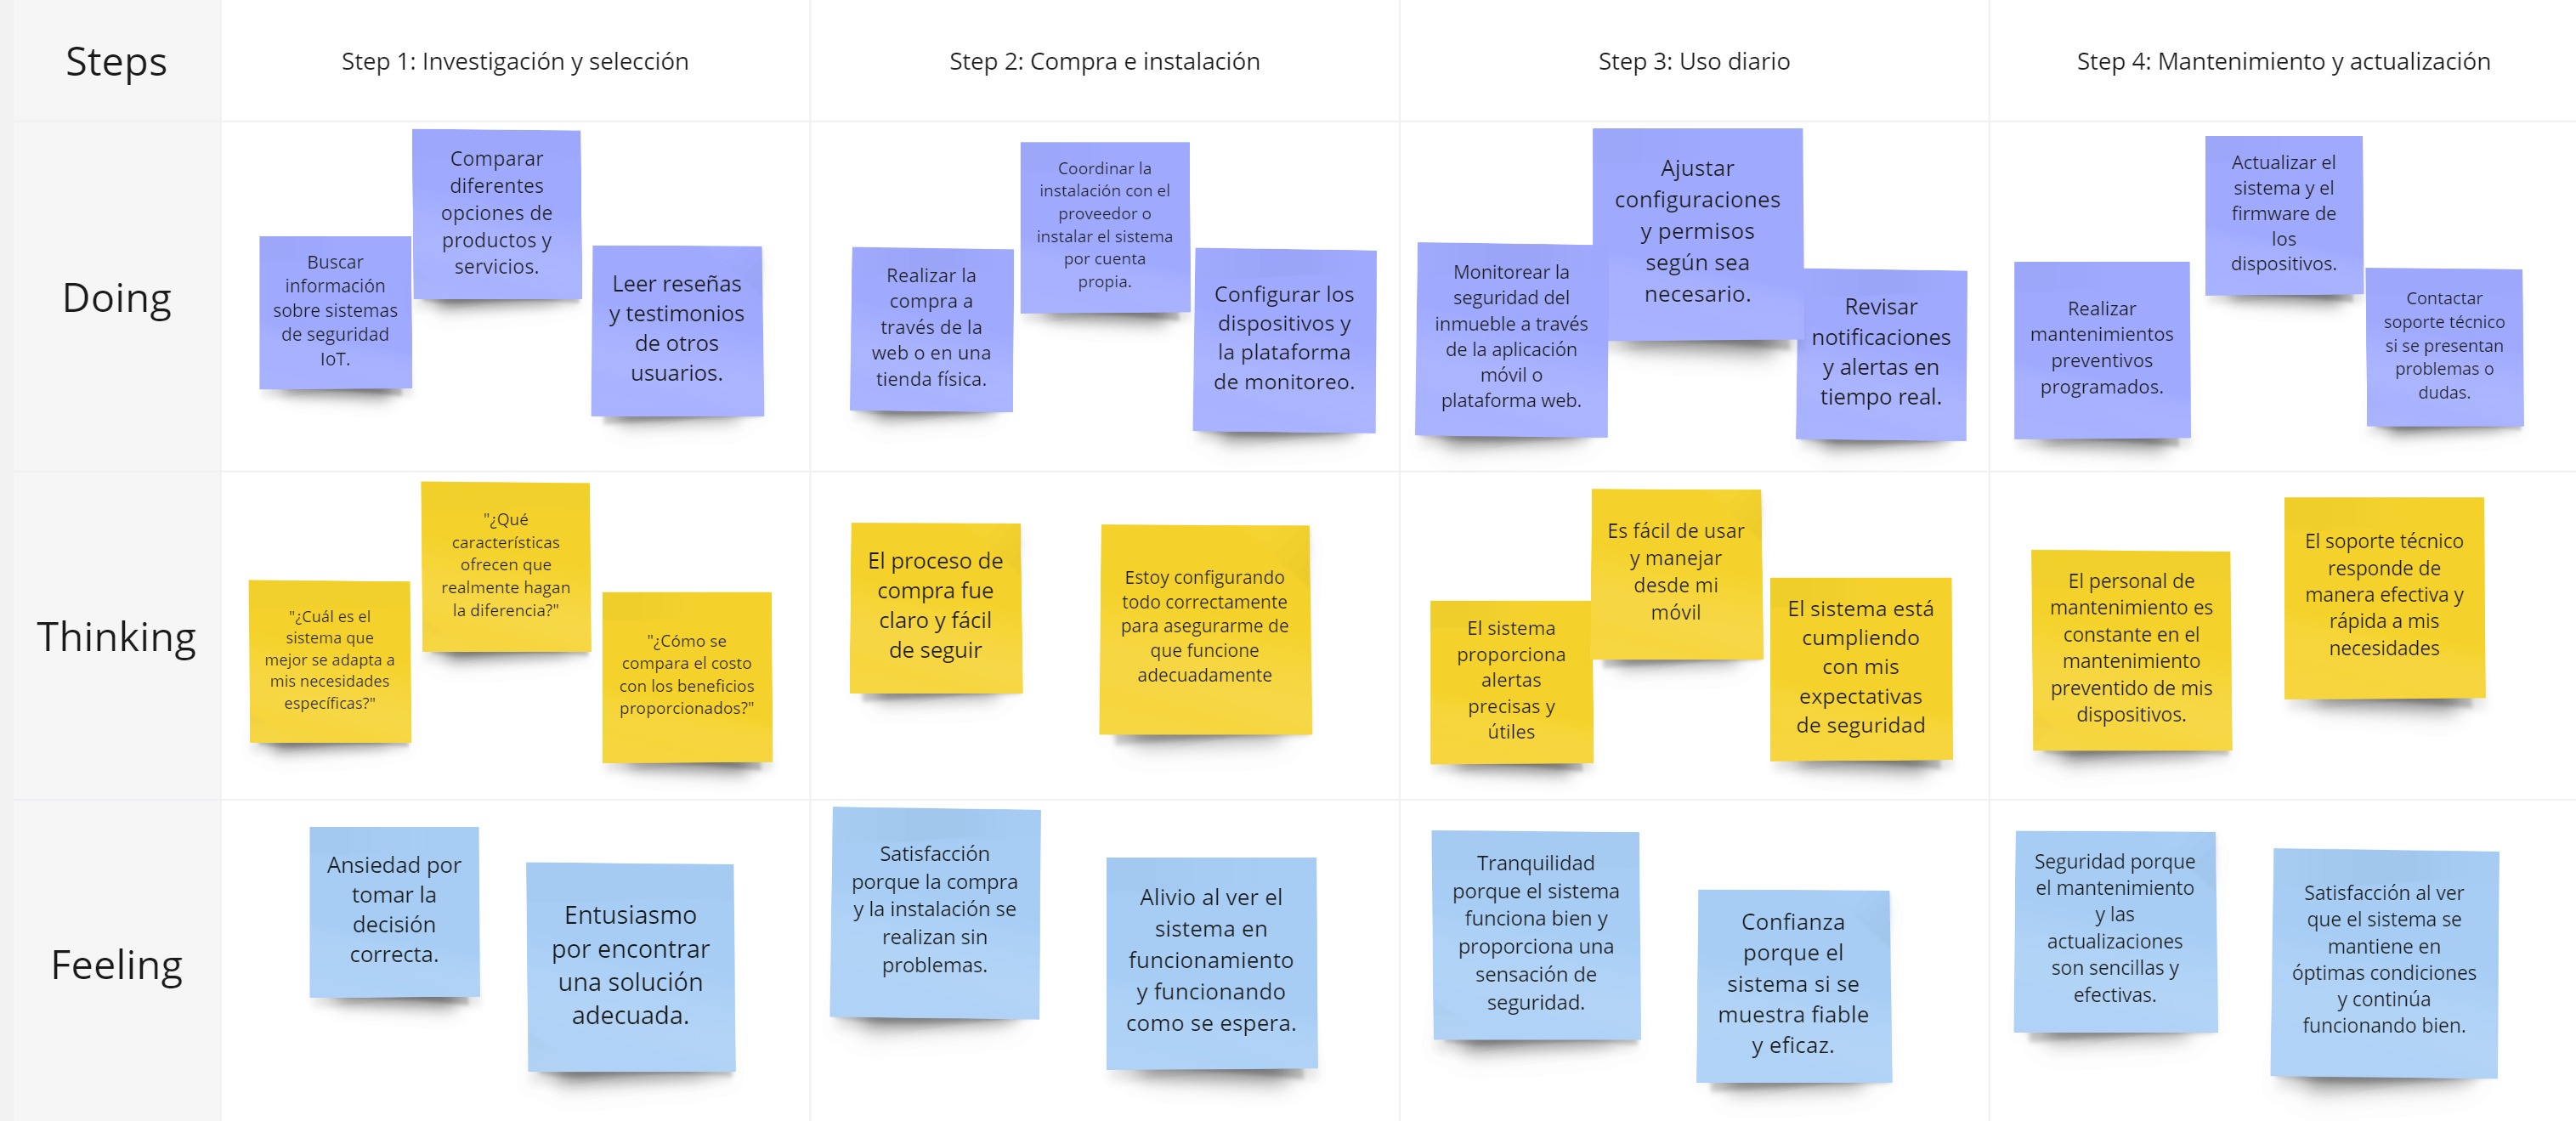 Steps
Step 1: Investigación y selección
Step 2: Compra e instalación
Step 3: Uso diario
Step 4: Mantenimiento y actualización
Doing
Buscar
información
sobre sistemas
de seguridad
IoT.
Comparar
diferentes
opciones de
productos y
servicios.
Leer reseñas
y testimonios
de otros
usuarios.
Realizar la
compra a
través de la
web o en una
tienda física.
Coordinar la
instalación con el
proveedor o
instalar el sistema
por cuenta
propia.
Configurar los
dispositivos y
la plataforma
de monitoreo.
Monitorear la
seguridad del
inmueble a través
de la aplicación
móvil o
plataforma web.
Ajustar
configuraciones
y permisos
según sea
necesario.
Revisar
notificaciones
y alertas en
tiempo real.
Realizar
mantenimientos
preventivos
programados.
Actualizar el
sistema y el
firmware de
los
dispositivos.
Contactar
soporte técnico
si se presentan
problemas o
dudas.
Thinking
"¿Cuál es el
sistema que
mejor se adapta a
mis necesidades
específicas?"
"¿Qué
características
ofrecen que
realmente hagan
la diferencia?"
"¿Cómo se
compara el costo
con los beneficios
proporcionados?"
El proceso de
compra fue
claro y fácil
de seguir
Estoy configurando
todo correctamente
para asegurarme de
que funcione
adecuadamente
El sistema
proporciona
alertas
precisas y
útiles
Es fácil de usar
y manejar
desde mi
móvil
El sistema está
cumpliendo
con mis
expectativas
de seguridad
El personal de
mantenimiento es
constante en el
mantenimiento
preventido de mis
dispositivos.
El soporte técnico
responde de
manera efectiva y
rápida a mis
necesidades
Feeling
Ansiedad por
tomar la
decisión
correcta.
Entusiasmo
por encontrar
una solución
adecuada.
Satisfacción
porque la compra
y la instalación se
realizan sin
problemas.
Alivio al ver el
sistema en
funcionamiento
y funcionando
como se espera.
Tranquilidad
porque el sistema
funciona bien y
proporciona una
sensación de
seguridad.
Confianza
porque el
sistema si se
muestra fiable
y eficaz.
Seguridad porque
el mantenimiento
y las
actualizaciones
son sencillas y
efectivas.
Satisfacción al ver
que el sistema se
mantiene en
óptimas condiciones
y continúa
funcionando bien.